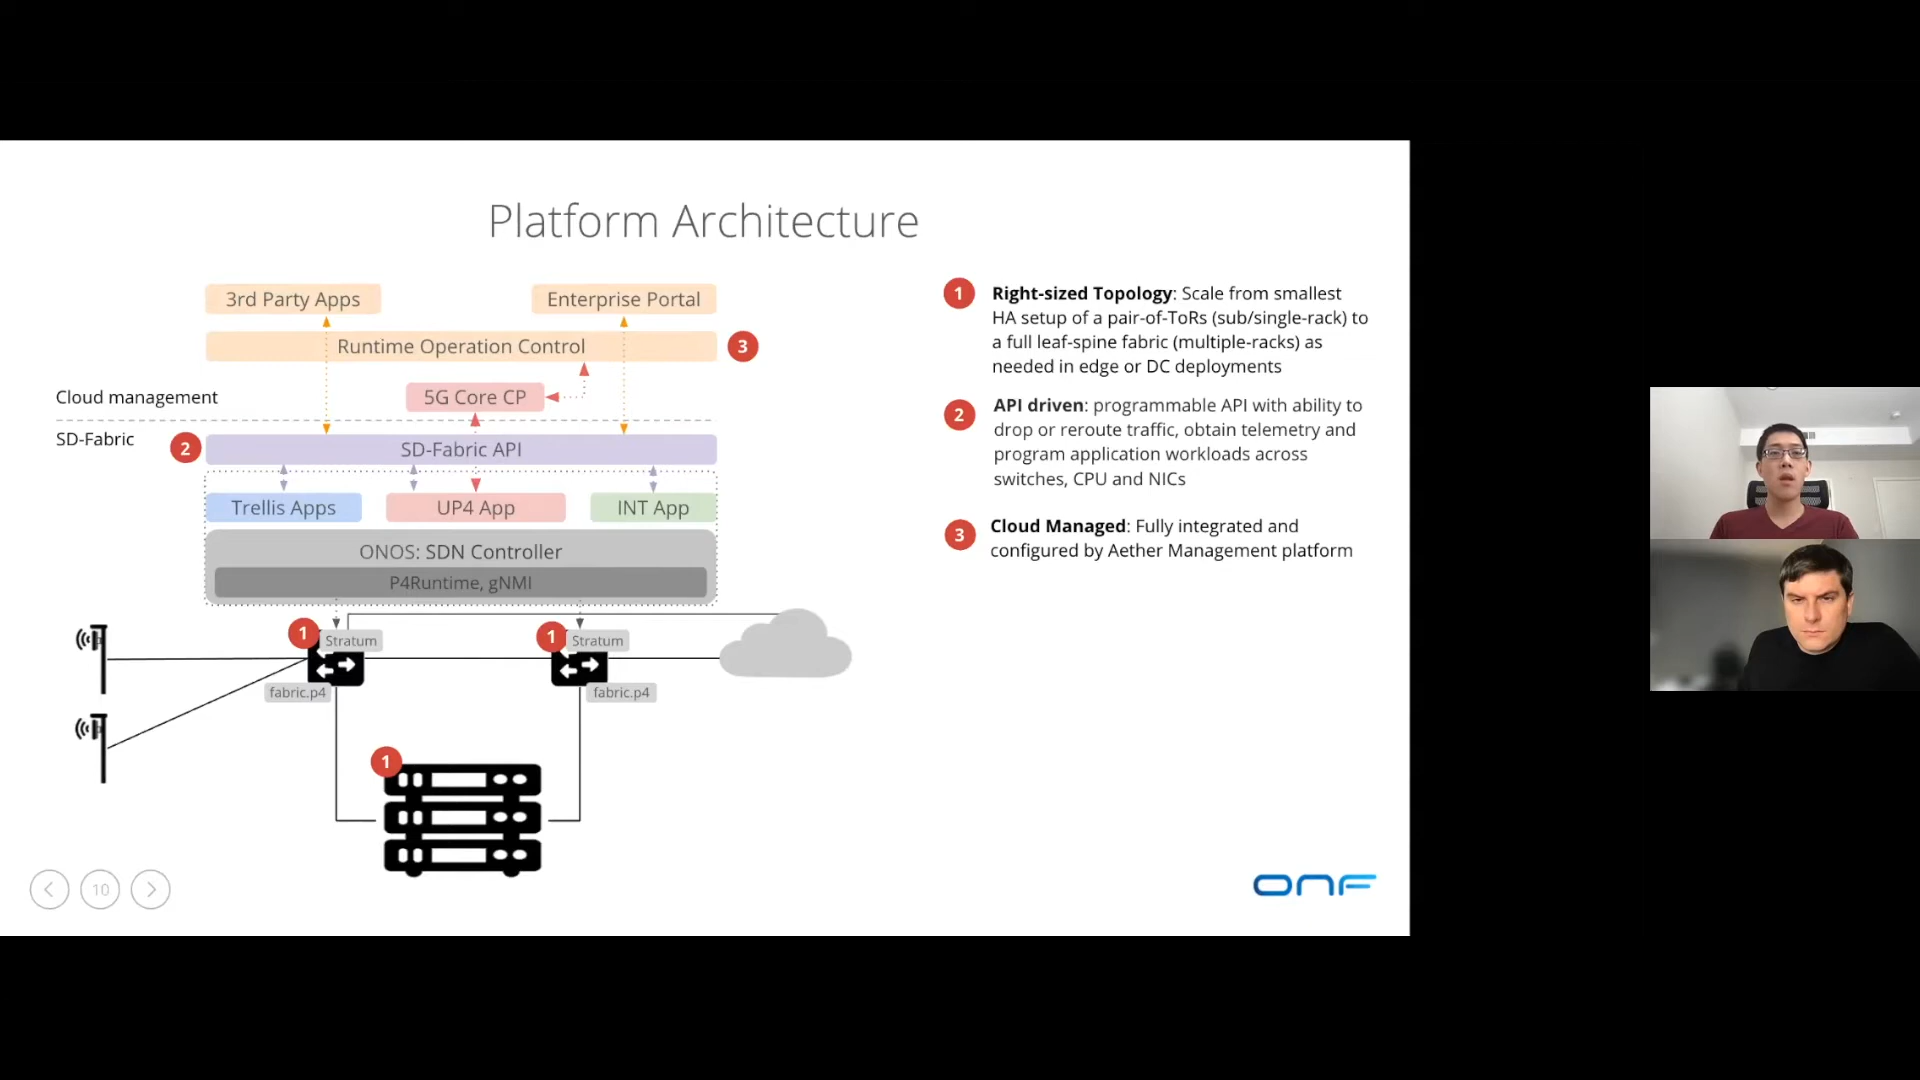 Platform Architecture
3rd Party Apps
Enterprise Portal
Runtime Operation Control
3
5G Core CP
Cloud management
SD-Fabric
2
SD-Fabric API
Trellis Apps
UP4 App
INT App
ONOS: SDN Controller
P4Runtime, gNMI
1
Stratum
1
Stratum
fabric.p4
fabric.p4
1
1
Right-sized Topology: Scale from smallest
HA setup of a pair-of-ToRs (sub/single-rack) to
a full leaf-spine fabric (multiple-racks) as
needed in edge or DC deployments
2
API driven: programmable API with ability to
drop or reroute traffic, obtain telemetry and
program application workloads across
switches, CPU and NICs
3
Cloud Managed: Fully integrated and
configured by Aether Management platform
10
ONF